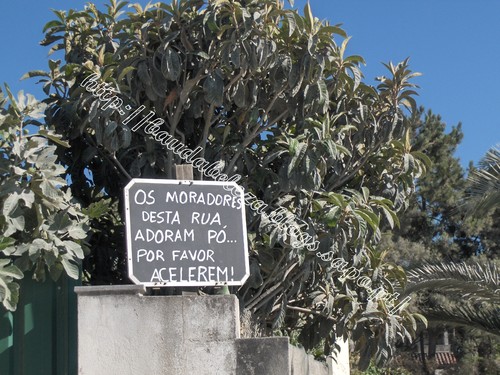 OS MORADORES
DESTA RUA
ADORAM PÓ...
POR FAVOR
ACELEREM!